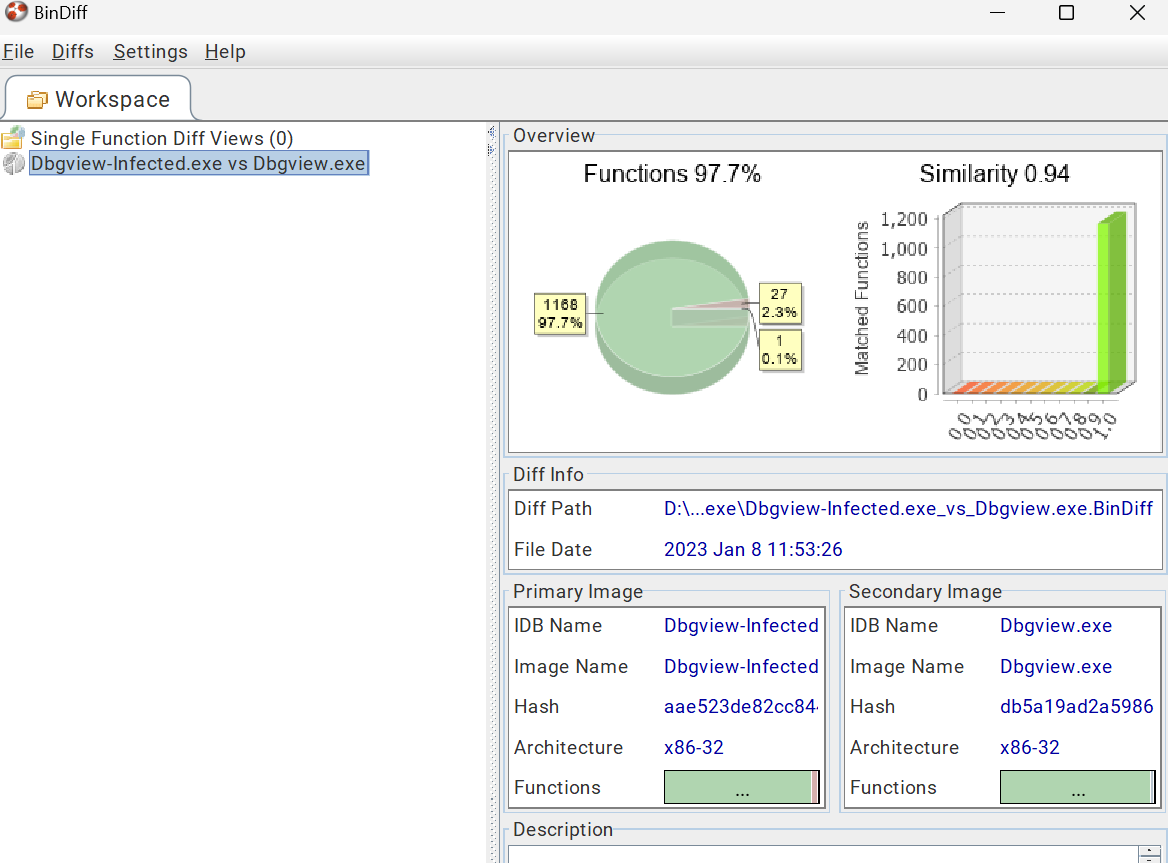 BinDiff
File Diffs Settings Help
Workspace
Single Function Diff Views (0)
Dbgview-Infected.exe vs Dbgview.exe
Overview
Functions 97.7%
1168
97.7%
27
2.3%
1
0.1%
Similarity 0.94
Matched Functions
1,200
1,000
800
600
400
200
0
0.0
0.1
0.2
0.3
0.4
0.5
0.6
0.7
0.8
0.9
1.0
Diff Info
Diff Path D:\...exe\Dbgview-Infected.exe_vs_Dbgview.exe.BinDiff
File Date 2023 Jan 8 11:53:26
Primary Image
IDB Name Dbgview-Infected
Image Name Dbgview-Infected
Hash aae523de82cc84
Architecture x86-32
Functions ...
Secondary Image
IDB Name Dbgview.exe
Image Name Dbgview.exe
Hash db5a19ad2a5986
Architecture x86-32
Functions ...
Description